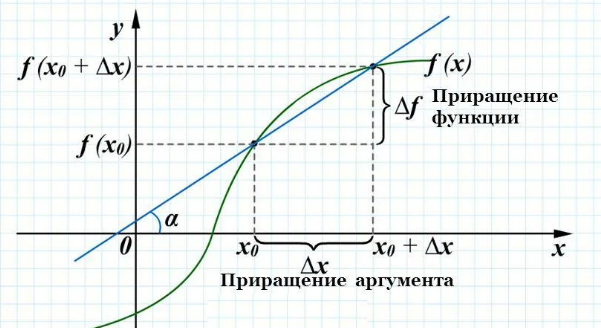 y
f (x₀ + Δx)
f (x)
Δf
Приращение
функции
f (x₀)
α
0
x₀
x₀ + Δx
x
Δx
Приращение аргумента